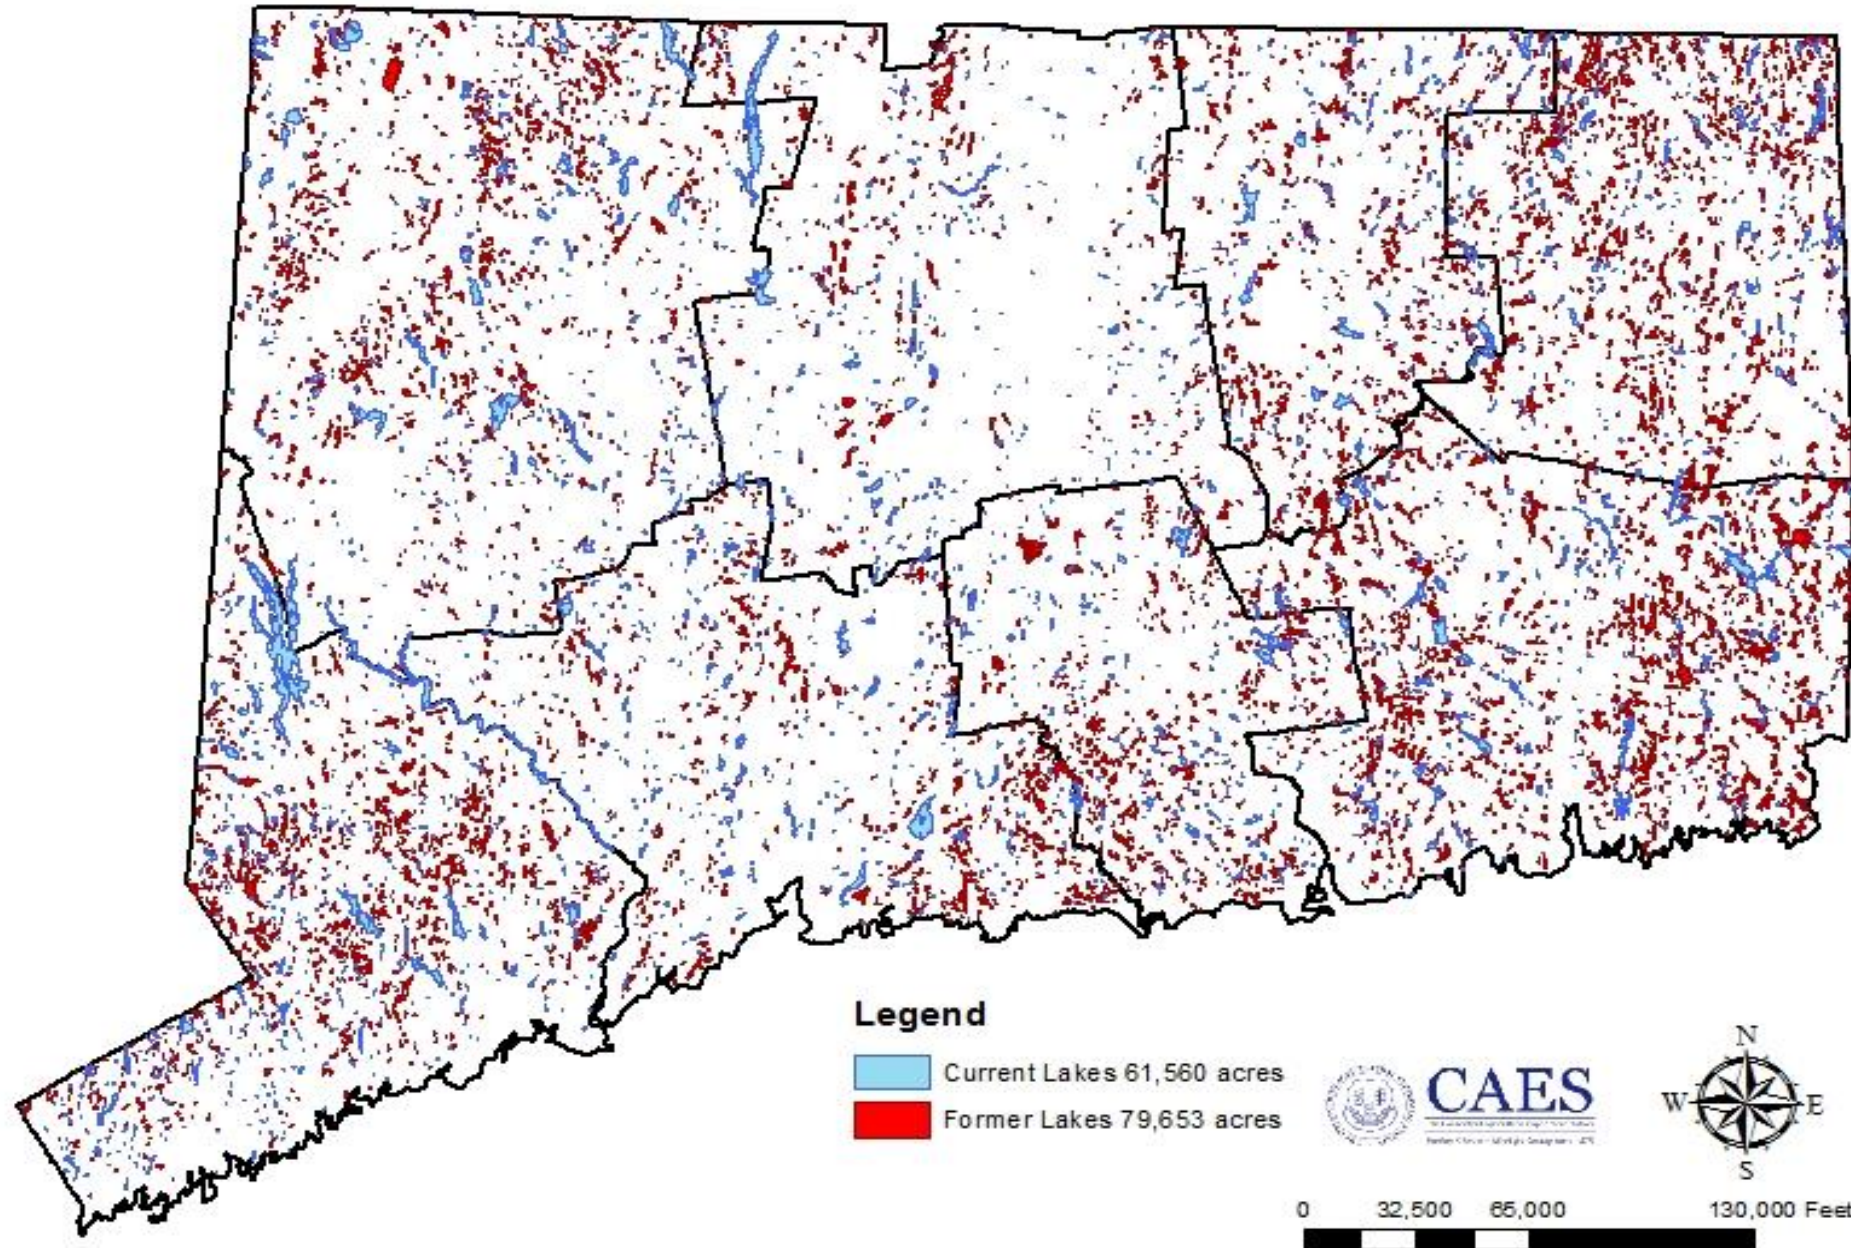 Legend
Current Lakes 61,560 acres
Former Lakes 79,653 acres
CAES
N
W E
S
0 32,500 65,000 130,000 Feet